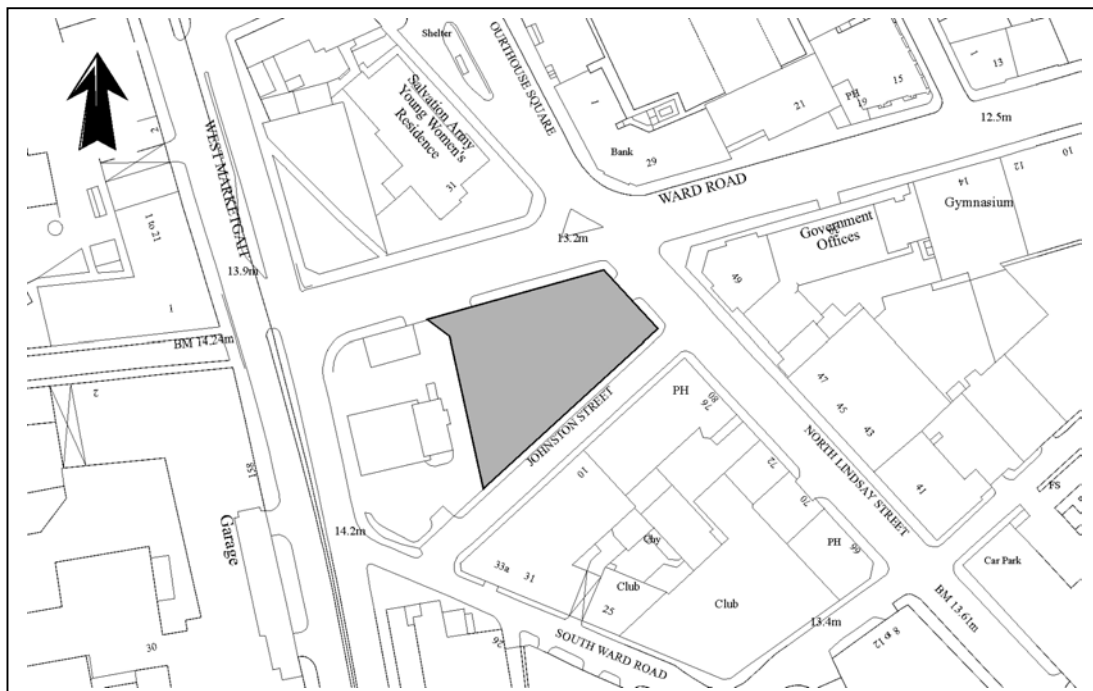 Shelter
COURTHOUSE SQUARE
13
15
PH
19
21
12.5m
Salvation Army
Young Women's
Residence
31
1
Bank
29
WARD ROAD
10
12
14
Gymnasium
Government
Offices
49
2
WEST MARKETGAIT
1 to 21
13.9m
13.2m
1
BM 14.24m
2
158
Garage
30
14.2m
JOHNSTON STREET
PH
80
76
72
70
66
PH
10
47
45
43
41
NORTH LINDSAY STREET
FS
Car Park
BM 13.61m
33a
31
Chy
Club
25
Club
13.4m
SOUTH WARD ROAD
26
8 to 12